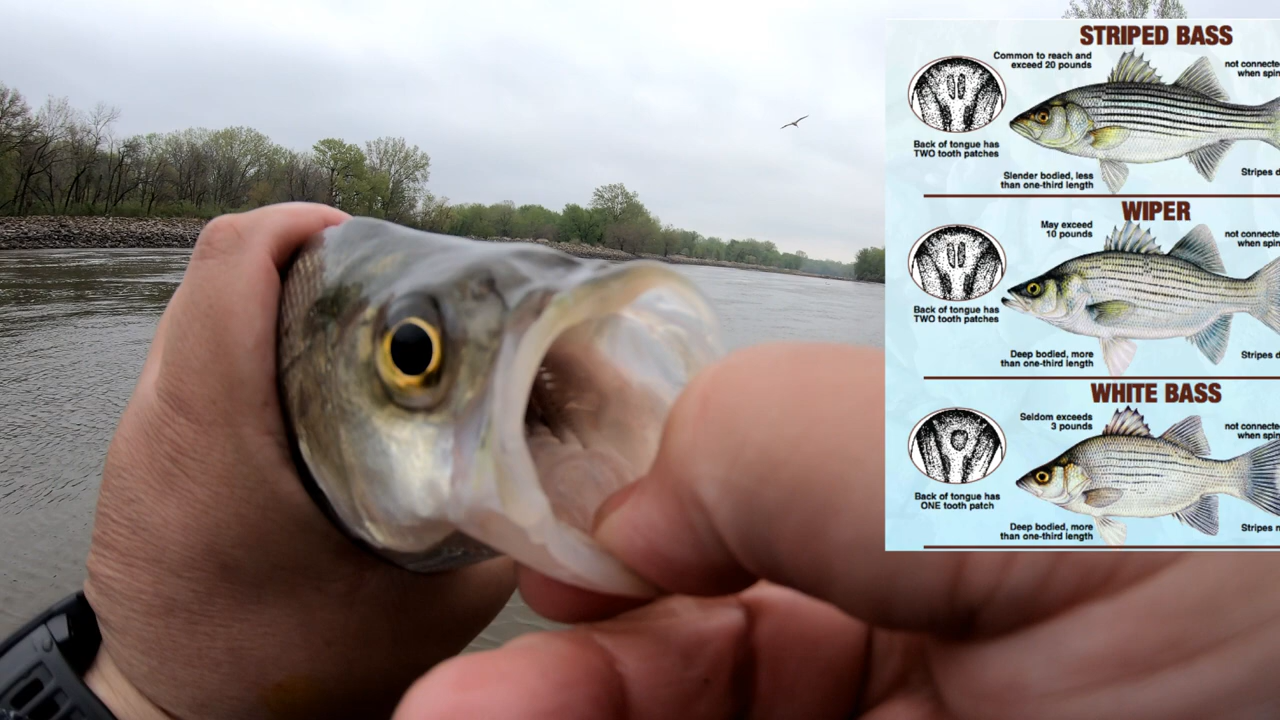 STRIPED BASS
Common to reach and
exceed 20 pounds
not connecte
when spin
Back of tongue has
TWO tooth patches
Slender bodied, less
than one-third length
Stripes d
WIPER
May exceed
10 pounds
not connecte
when spin
Back of tongue has
TWO tooth patches
Deep bodied, more
than one-third length
Stripes d
WHITE BASS
Seldom exceeds
3 pounds
not connecte
when spin
Back of tongue has
ONE tooth patch
Deep bodied, more
than one-third length
Stripes n